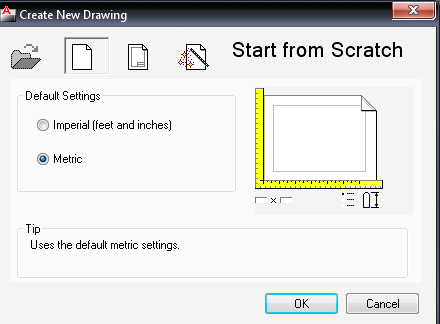 Create New Drawing
Start from Scratch
Default Settings
Imperial (feet and inches)
Metric
Tip
Uses the default metric settings.
OK
Cancel